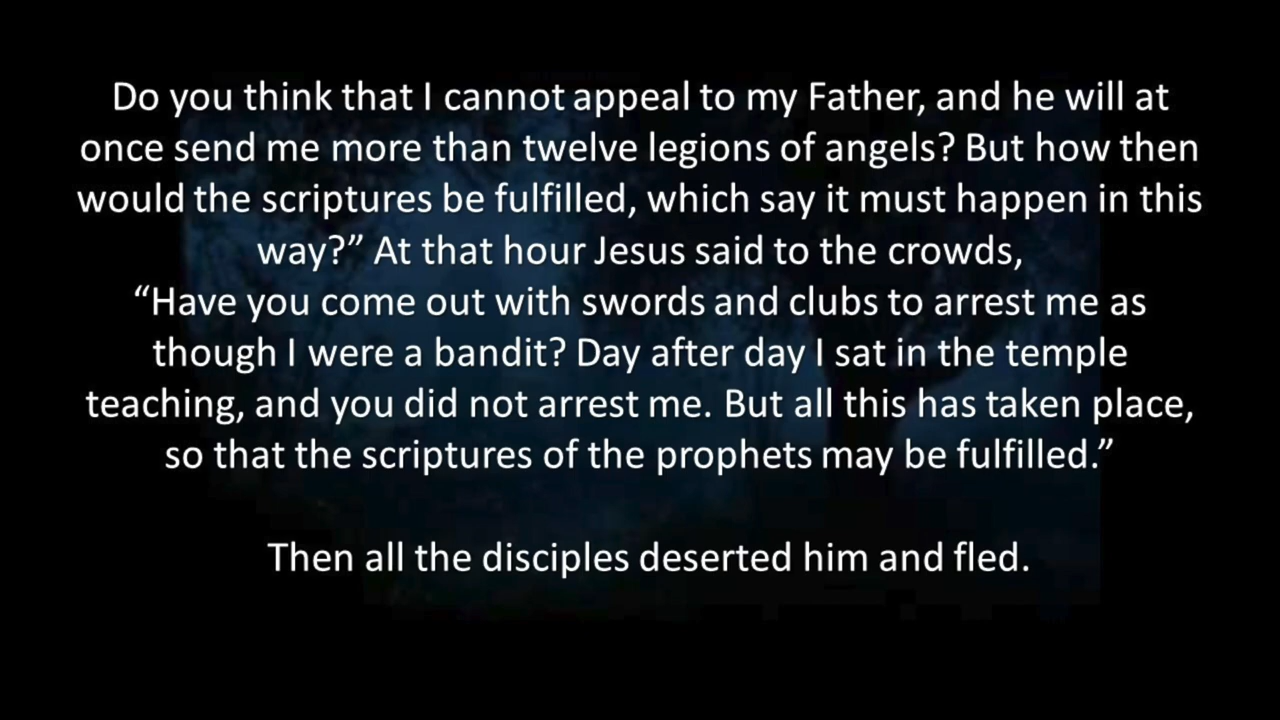 Do you think that I cannot appeal to my Father, and he will at
once send me more than twelve legions of angels? But how then
would the scriptures be fulfilled, which say it must happen in this
way?” At that hour Jesus said to the crowds,
“Have you come out with swords and clubs to arrest me as
though I were a bandit? Day after day I sat in the temple
teaching, and you did not arrest me. But all this has taken place,
so that the scriptures of the prophets may be fulfilled.”
Then all the disciples deserted him and fled.